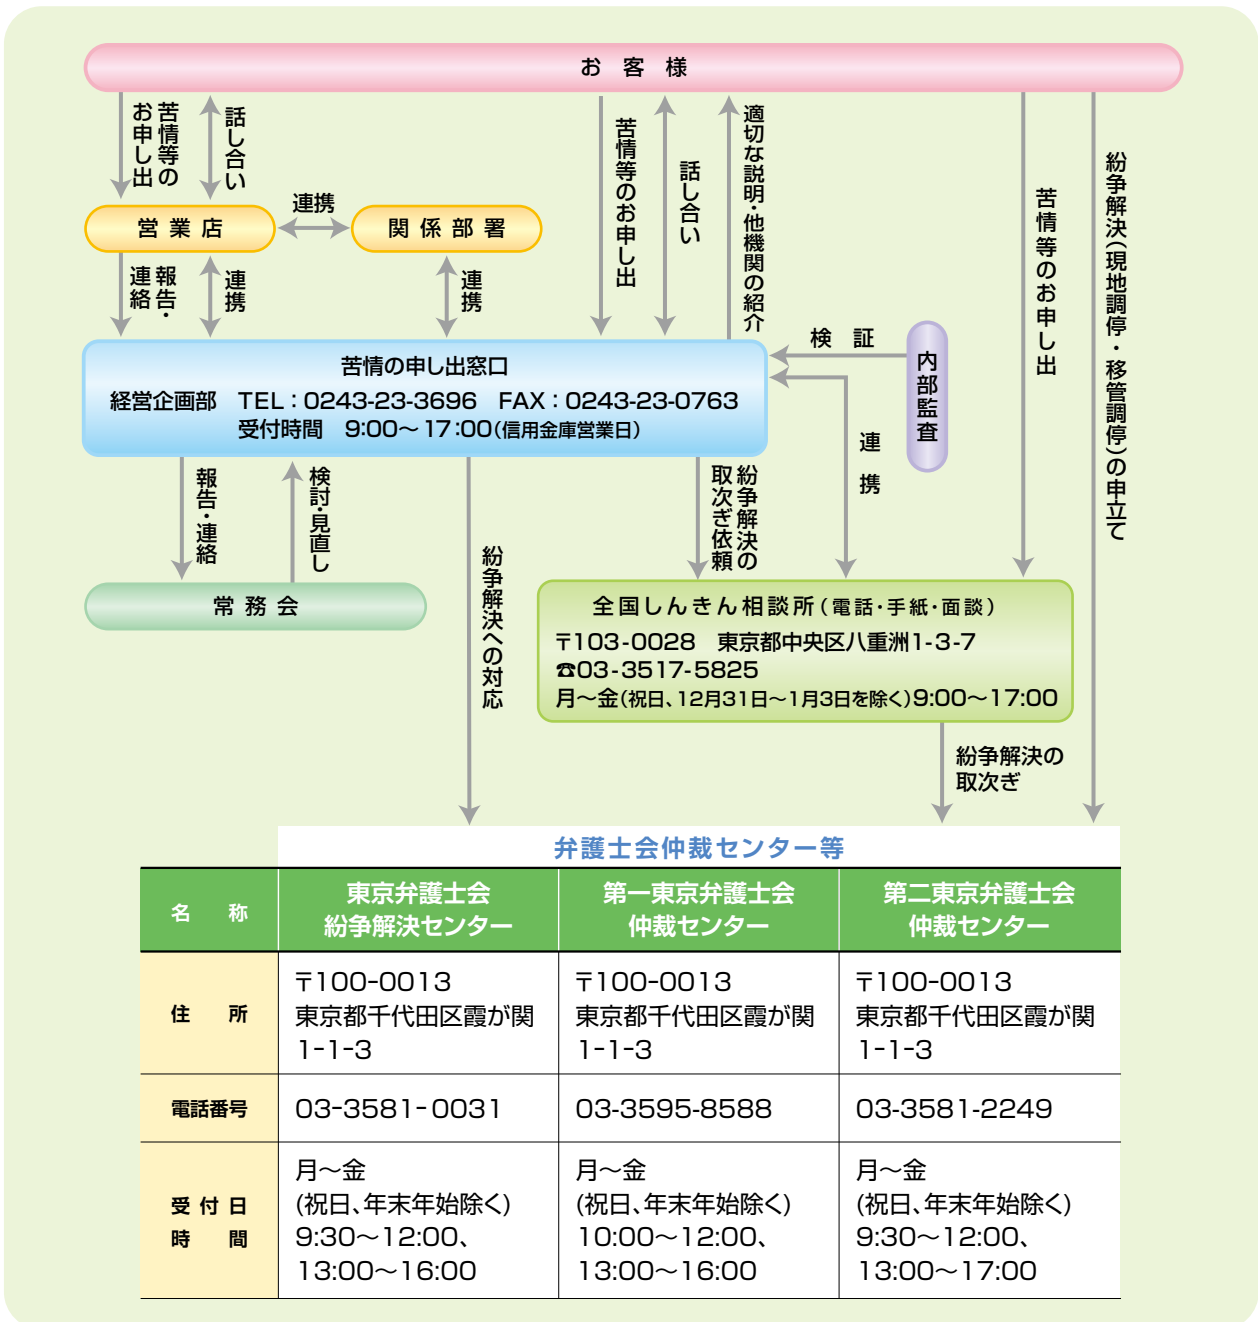 お客様
苦情等の
お申し出
話し合い
苦情等のお申し出
話し合い
適切な説明・他機関の紹介
苦情等のお申し出
紛争解決(現地調停・移管調停)の申立て
営業店
連携
関係部署
報告・
連絡
連携
連携
苦情の申し出窓口
経営企画部 TEL：0243-23-3696 FAX：0243-23-0763
受付時間 9:00〜17:00(信用金庫営業日)
検証
内部監査
連携
報告・連絡
検討・見直し
紛争解決への対応
紛争解決の
取次ぎ依頼
常務会
全国しんきん相談所(電話・手紙・面談)
〒103-0028 東京都中央区八重洲1-3-7
☎03-3517-5825
月〜金(祝日、12月31日〜1月3日を除く)9:00〜17:00
紛争解決の
取次ぎ
弁護士会仲裁センター等
名称
東京弁護士会
紛争解決センター
第一東京弁護士会
仲裁センター
第二東京弁護士会
仲裁センター
住所
〒100-0013
東京都千代田区霞が関
1-1-3
〒100-0013
東京都千代田区霞が関
1-1-3
〒100-0013
東京都千代田区霞が関
1-1-3
電話番号
03-3581-0031
03-3595-8588
03-3581-2249
受付日
時間
月〜金
(祝日、年末年始除く)
9:30〜12:00、
13:00〜16:00
月〜金
(祝日、年末年始除く)
10:00〜12:00、
13:00〜16:00
月〜金
(祝日、年末年始除く)
9:30〜12:00、
13:00〜17:00